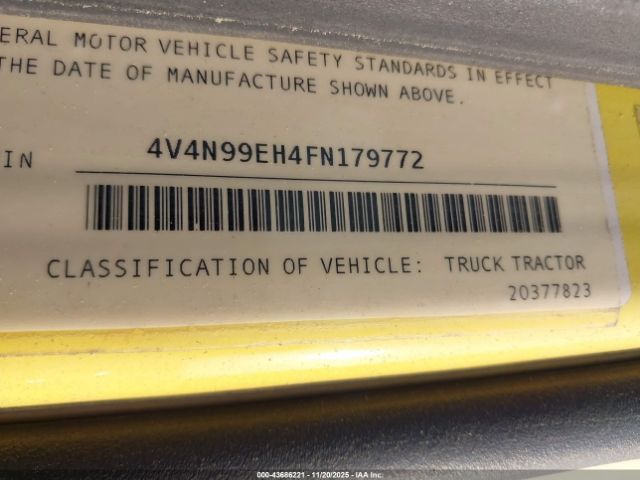 ERAL MOTOR VEHICLE SAFETY STANDARDS IN EFFECT
THE DATE OF MANUFACTURE SHOWN ABOVE.
IN 4V4N99EH4FN179772
CLASSIFICATION OF VEHICLE: TRUCK TRACTOR
20377823
000-43686221 - 11/20/2025 - IAA Inc.